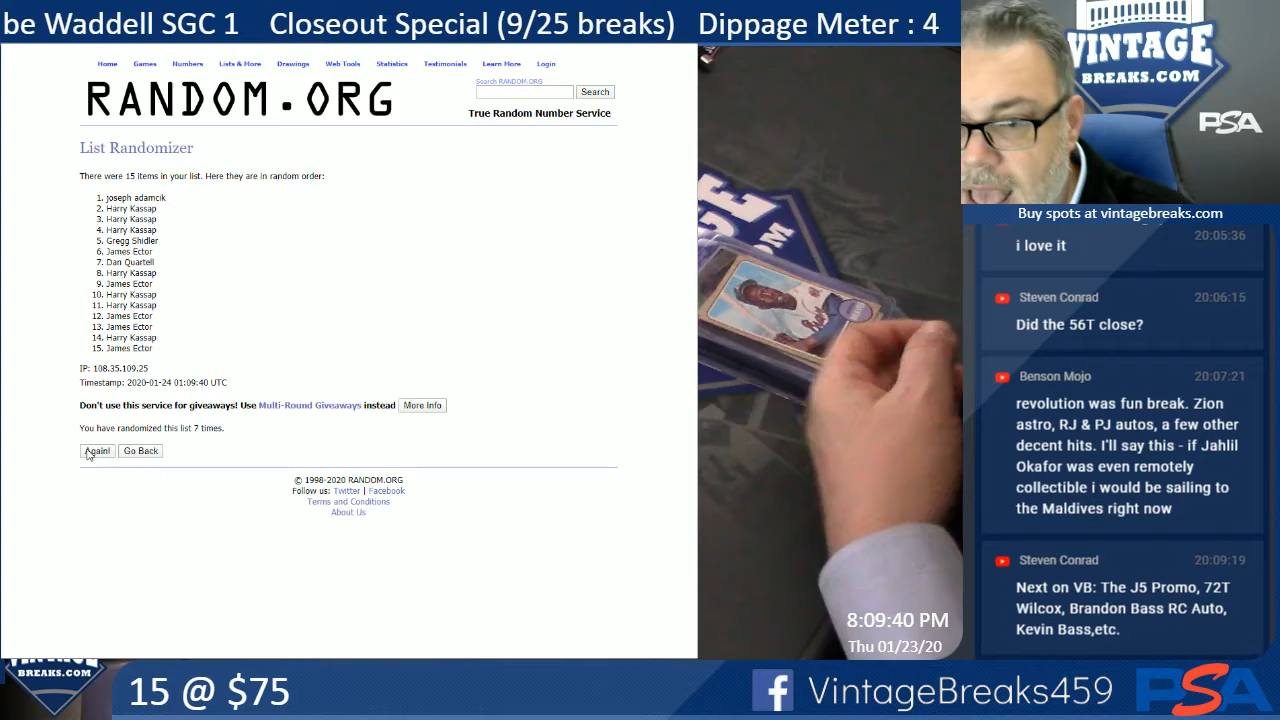 be Waddell SGC 1 Closeout Special (9/25 breaks) Dippage Meter : 4
Home Games Numbers Lists & More Drawings Web Tools Statistics Testimonials Learn More Login
RANDOM.ORG
Search RANDOM.ORG
Search
True Random Number Service
List Randomizer
There were 15 items in your list. Here they are in random order:
1. joseph adamcik
2. Harry Kassap
3. Harry Kassap
4. Harry Kassap
5. Gregg Shidler
6. James Ector
7. Dan Quartell
8. Harry Kassap
9. James Ector
10. Harry Kassap
11. Harry Kassap
12. James Ector
13. James Ector
14. Harry Kassap
15. James Ector
IP: 108.35.109.25
Timestamp: 2020-01-24 01:09:40 UTC
Don't use this service for giveaways! Use Multi-Round Giveaways instead More Info
You have randomized this list 7 times.
Again! Go Back
© 1998-2020 RANDOM.ORG
Follow us: Twitter | Facebook
Terms and Conditions
About Us
8:09:40 PM
Thu 01/23/20
VINTAGE
BREAKS.COM
PSA
Buy spots at vintagebreaks.com
20:05:36
i love it
Steven Conrad 20:06:15
Did the 56T close?
Benson Mojo 20:07:21
revolution was fun break. Zion
astro, RJ & PJ autos, a few other
decent hits. I'll say this - if Jahlil
Okafor was even remotely
collectible i would be sailing to
the Maldives right now
Steven Conrad 20:09:19
Next on VB: The J5 Promo, 72T
Wilcox, Brandon Bass RC Auto,
Kevin Bass,etc.
VINTAGE
BREAKS.COM
15 @ $75
f VintageBreaks459
PSA